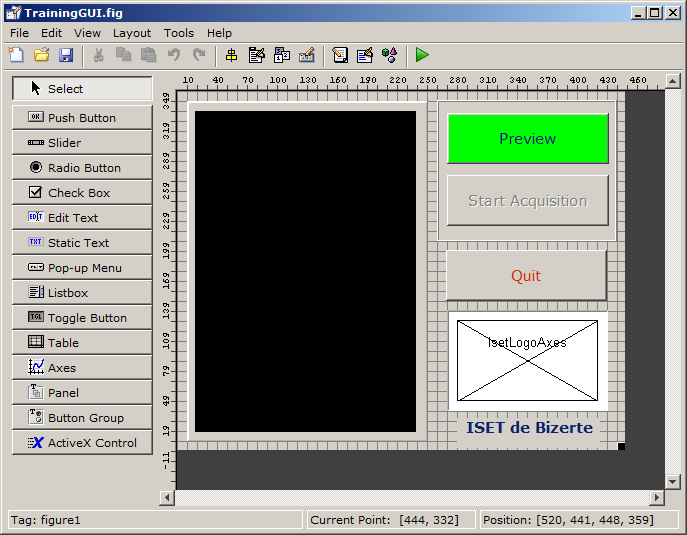 TrainingGUI.fig
File Edit View Layout Tools Help
10 40 70 100 130 160 190 220 250 280 310 340 370 400 430 460
Select
Push Button
Slider
Radio Button
Check Box
Edit Text
Static Text
Pop-up Menu
Listbox
Toggle Button
Table
Axes
Panel
Button Group
ActiveX Control
OK
EDIT
TXT
TGL
349
319
289
259
229
199
169
139
109
79
49
19
-11
Preview
Start Acquisition
Quit
IsetLogoAxes
ISET de Bizerte
Tag: figure1 Current Point: [444, 332] Position: [520, 441, 448, 359]